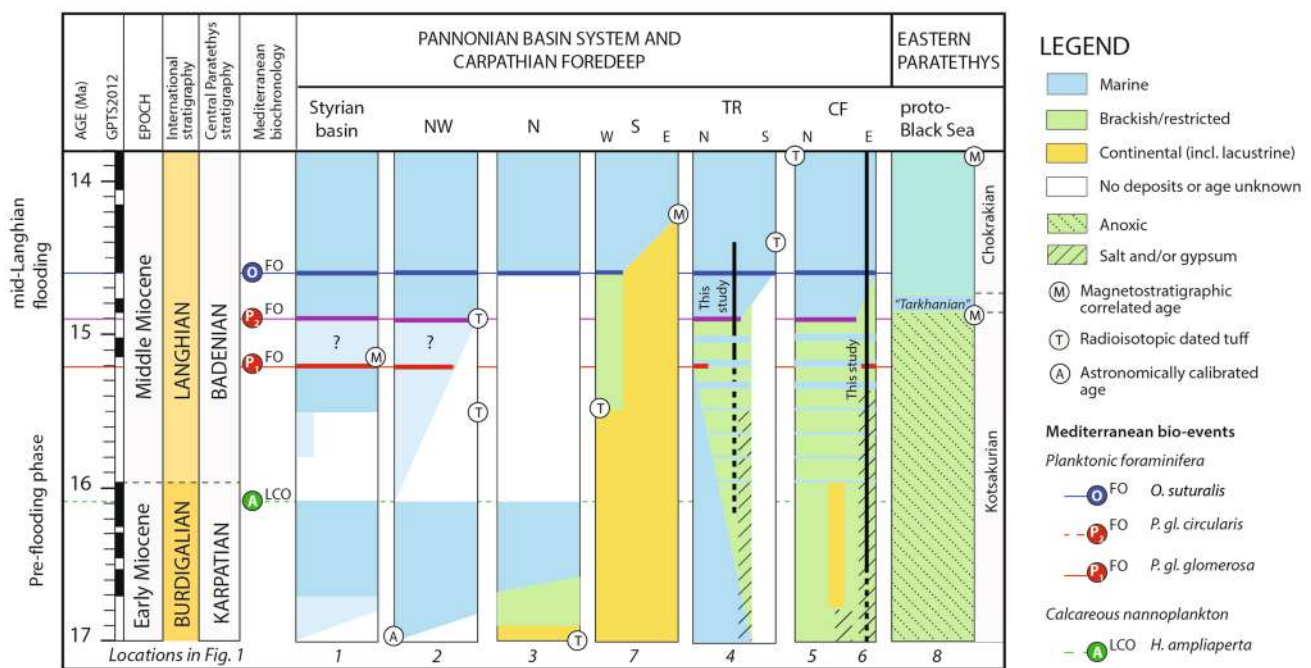 PANNONIAN BASIN SYSTEM AND
CARPATHIAN FOREDEEP
EASTERN
PARATETHYS
AGE (Ma)
GPTS2012
EPOCH
International
stratigraphy
Central Paratethys
stratigraphy
Mediterranean
biochronology
Styrian
basin
NW
N
S
W E
TR
N S
CF
N E
proto-
Black Sea
mid-Langhian
flooding
Pre-flooding phase
14
15
16
17
Middle Miocene
Early Miocene
LANGHIAN
BURDIGALIAN
BADENIAN
KARPATIAN
O FO
P2 FO
P1 FO
A LCO
? ?
M
T
T
A
T
T
M
T
T
M
M
This
study
This study
"Tarkhanian"
Chokrakian
Kotsakurian
Locations in Fig. 1
1 2 3 7 4 5 6 8
LEGEND
Marine
Brackish/restricted
Continental (incl. lacustrine)
No deposits or age unknown
Anoxic
Salt and/or gypsum
M Magnetostratigraphic
correlated age
T Radioisotopic dated tuff
A Astronomically calibrated
age
Mediterranean bio-events
Planktonic foraminifera
O FO O. suturalis
P2 FO P. gl. circularis
P1 FO P. gl. glomerosa
Calcareous nannoplankton
A LCO H. ampliaperta